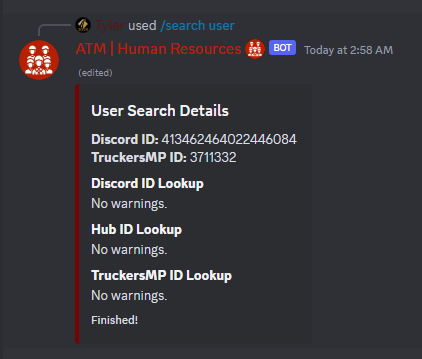 Tyler used /search user
ATM | Human Resources BOT Today at 2:58 AM
(edited)
User Search Details
Discord ID: 413462464022446084
TruckersMP ID: 3711332
Discord ID Lookup
No warnings.
Hub ID Lookup
No warnings.
TruckersMP ID Lookup
No warnings.
Finished!